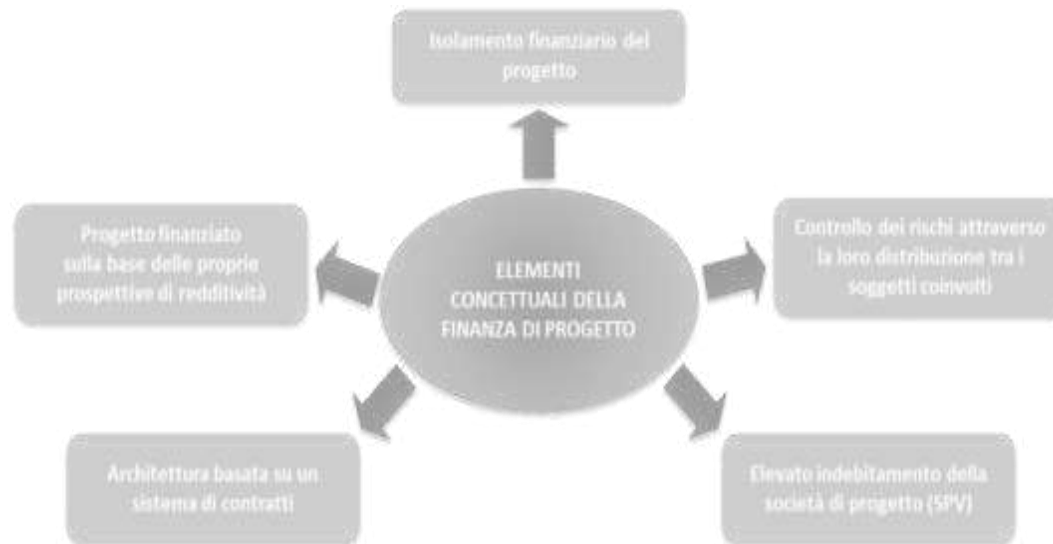 Isolamento finanziario del
progetto
Progetto finanziato
sulla base delle proprie
prospettive di redditività
Controllo dei rischi attraverso
la loro distribuzione tra i
soggetti coinvolti
ELEMENTI
CONCETTUALI DELLA
FINANZA DI PROGETTO
Architettura basata su un
sistema di contratti
Elevato indebitamento della
società di progetto (SPV)